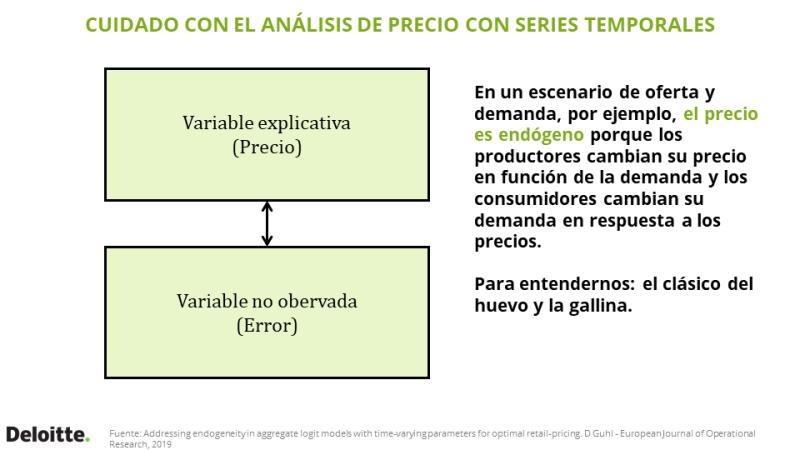 CUIDADO CON EL ANÁLISIS DE PRECIO CON SERIES TEMPORALES
Variable explicativa
(Precio)
Variable no obervada
(Error)
En un escenario de oferta y
demanda, por ejemplo, el precio
es endógeno porque los
productores cambian su precio
en función de la demanda y los
consumidores cambian su
demanda en respuesta a los
precios.
Para entendernos: el clásico del
huevo y la gallina.
Deloitte.
Fuente: Addressing endogeneity in aggregate logit models with time-varying parameters for optimal retail-pricing. D Guhl - European Journal of Operational
Research, 2019